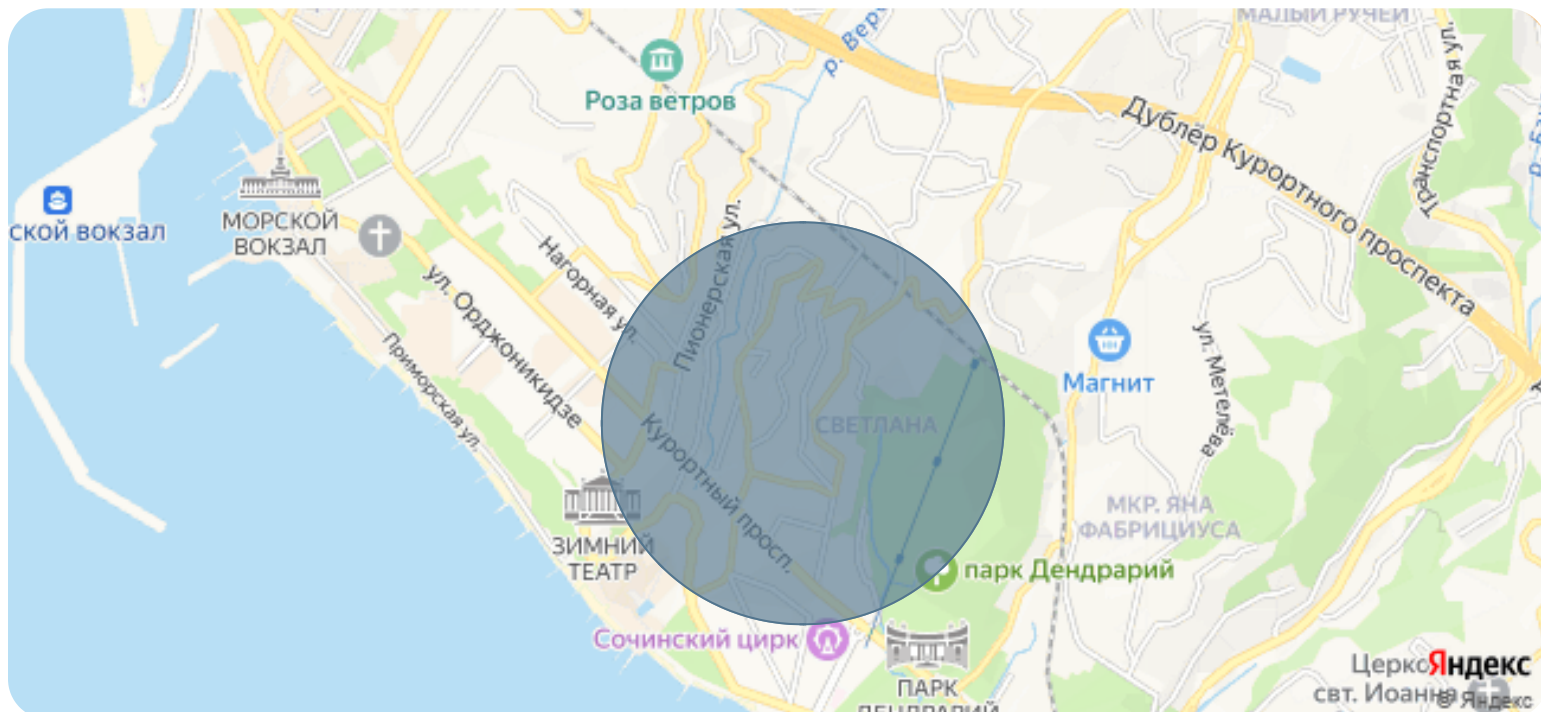 МАЛЫЙ РУЧЕЙ
Роза ветров
Дублёр Курортного проспекта
Транспортная ул.
ской вокзал
МОРСКОЙ
ВОКЗАЛ
Нагорная ул.
Пионерская ул.
ул. Орджоникидзе
Приморская ул.
Магнит
ул. Метелёва
СВЕТЛАНА
Курортный просп.
ЗИМНИЙ
ТЕАТР
МКР. ЯНА
ФАБРИЦИУСА
парк Дендрарий
Сочинский цирк
ПАРК
ДЕНДРАРИЙ
свт. Иоанна
Яндекс
© Яндекс